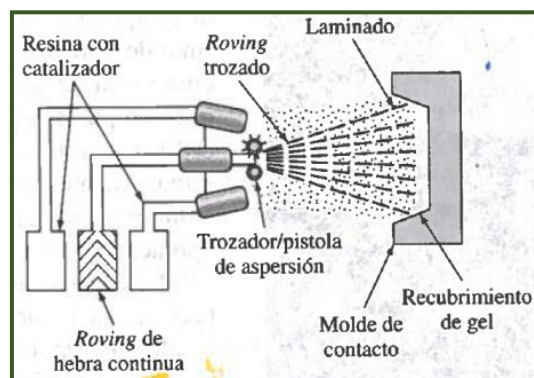 Resina con
catalizador
Roving
trozado
Laminado
Trozador/pistola
de aspersión
Roving de
hebra continua
Molde de
contacto
Recubrimiento
de gel